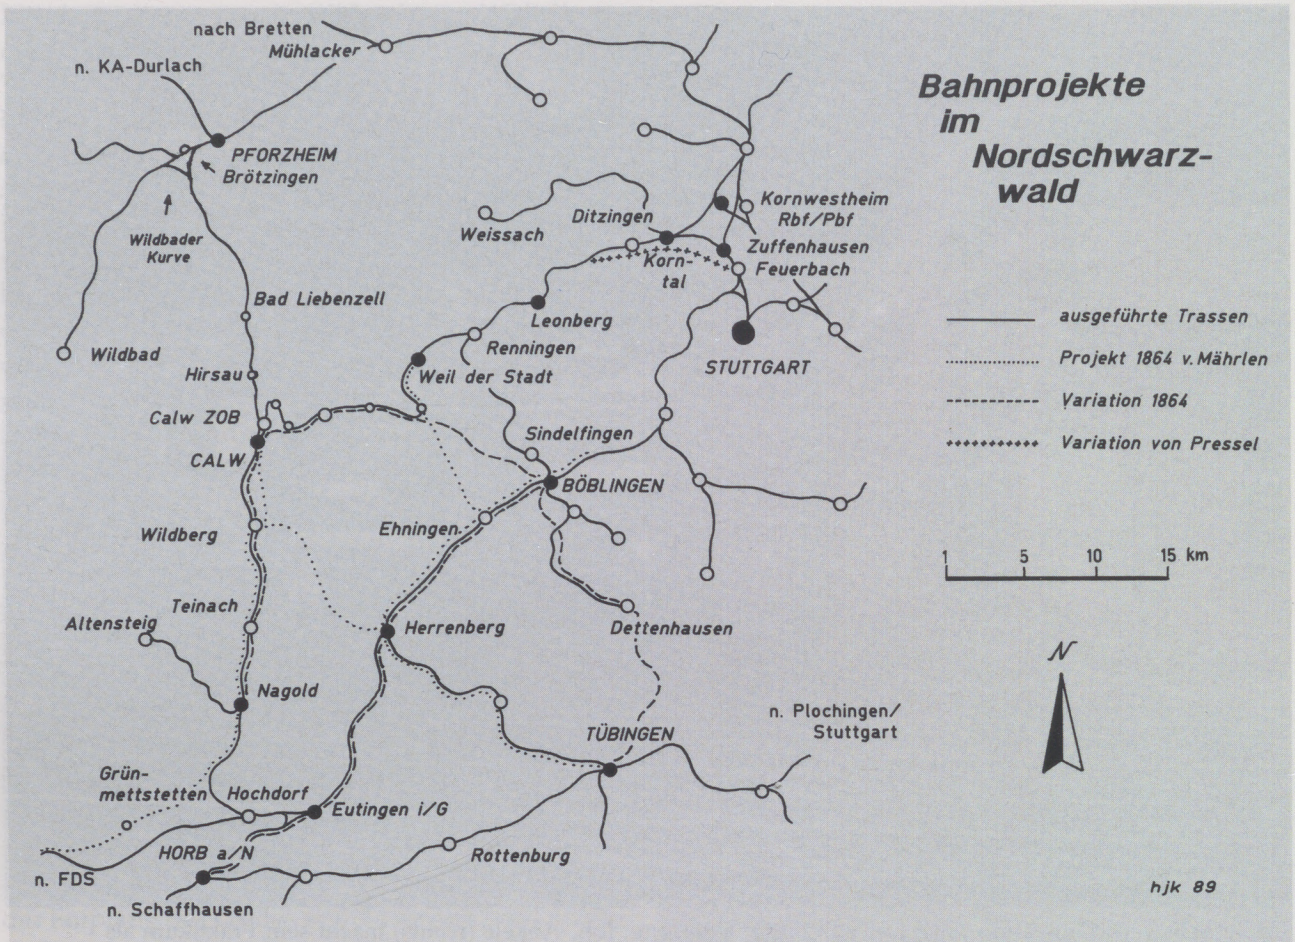 Bahnprojekte
im
Nordschwarz-
wald
nach Bretten
Mühlacker
n. KA-Durlach
PFORZHEIM
Brötzingen
Wildbader
Kurve
Bad Liebenzell
Wildbad
Hirsau
Calw ZOB
CALW
Wildberg
Teinach
Altensteig
Nagold
Grün-
mettstetten
Hochdorf
Eutingen i/G
HORB a/N
n. FDS
n. Schaffhausen
Rottenburg
TÜBINGEN
n. Plochingen/
Stuttgart
Dettenhausen
Herrenberg
Ehningen
BÖBLINGEN
Sindelfingen
Weil der Stadt
Renningen
Leonberg
Weissach
Ditzingen
Korn-
tal
Kornwestheim
Rbf/Pbf
Zuffenhausen
Feuerbach
STUTTGART
ausgeführte Trassen
Projekt 1864 v. Mährlen
Variation 1864
Variation von Pressel
1 5 10 15 km
N
hjk 89